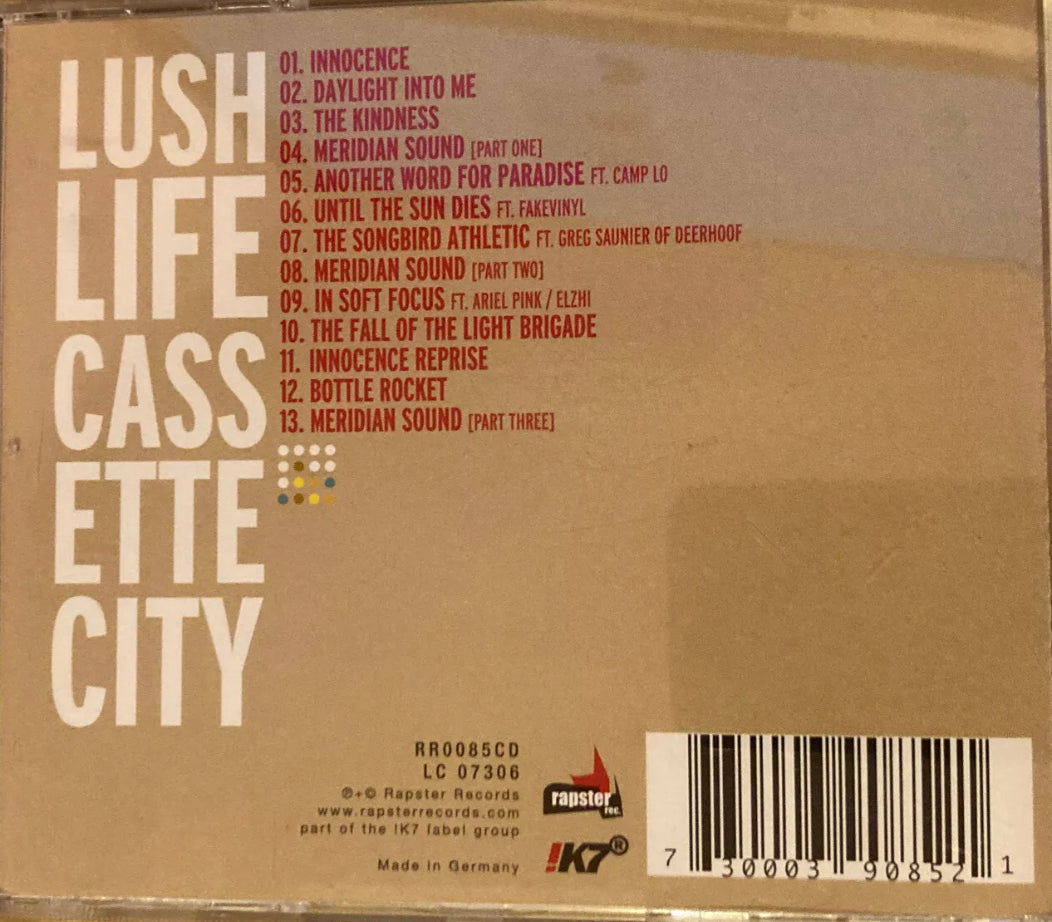 LUSH
LIFE
CASS
ETTE
CITY
01. INNOCENCE
02. DAYLIGHT INTO ME
03. THE KINDNESS
04. MERIDIAN SOUND [PART ONE]
05. ANOTHER WORD FOR PARADISE FT. CAMP LO
06. UNTIL THE SUN DIES FT. FAKEVINYL
07. THE SONGBIRD ATHLETIC FT. GREG SAUNIER OF DEERHOOF
08. MERIDIAN SOUND [PART TWO]
09. IN SOFT FOCUS FT. ARIEL PINK / ELZHI
10. THE FALL OF THE LIGHT BRIGADE
11. INNOCENCE REPRISE
12. BOTTLE ROCKET
13. MERIDIAN SOUND [PART THREE]
RR0085CD
LC 07306
℗+© Rapster Records
www.rapsterrecords.com
part of the !K7 label group
Made in Germany
rapster
rec.
!K7®
7 30003 90852 1